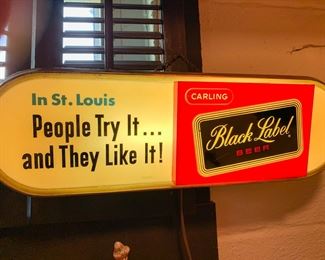 In St. Louis
People Try It...
and They Like It!
CARLING
Black Label
BEER